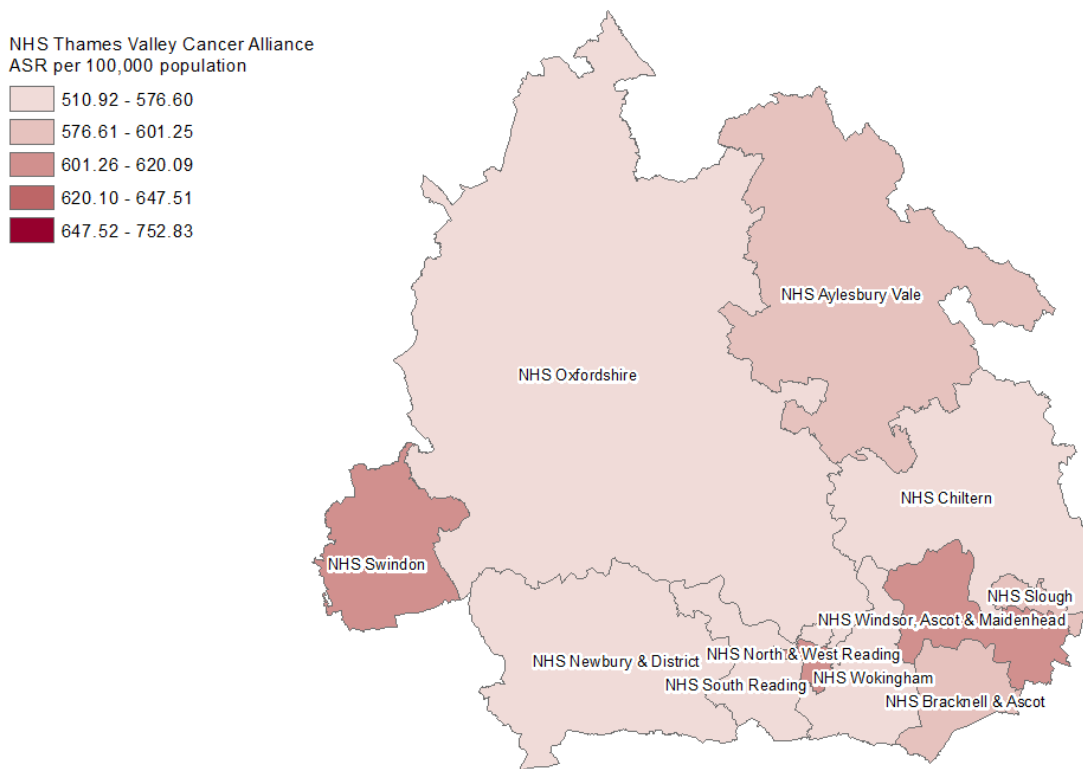 NHS Thames Valley Cancer Alliance
ASR per 100,000 population
510.92 - 576.60
576.61 - 601.25
601.26 - 620.09
620.10 - 647.51
647.52 - 752.83
NHS Aylesbury Vale
NHS Oxfordshire
NHS Chiltern
NHS Swindon
NHS Slough
NHS Windsor, Ascot & Maidenhead
NHS North & West Reading
NHS Newbury & District
NHS Wokingham
NHS South Reading
NHS Bracknell & Ascot